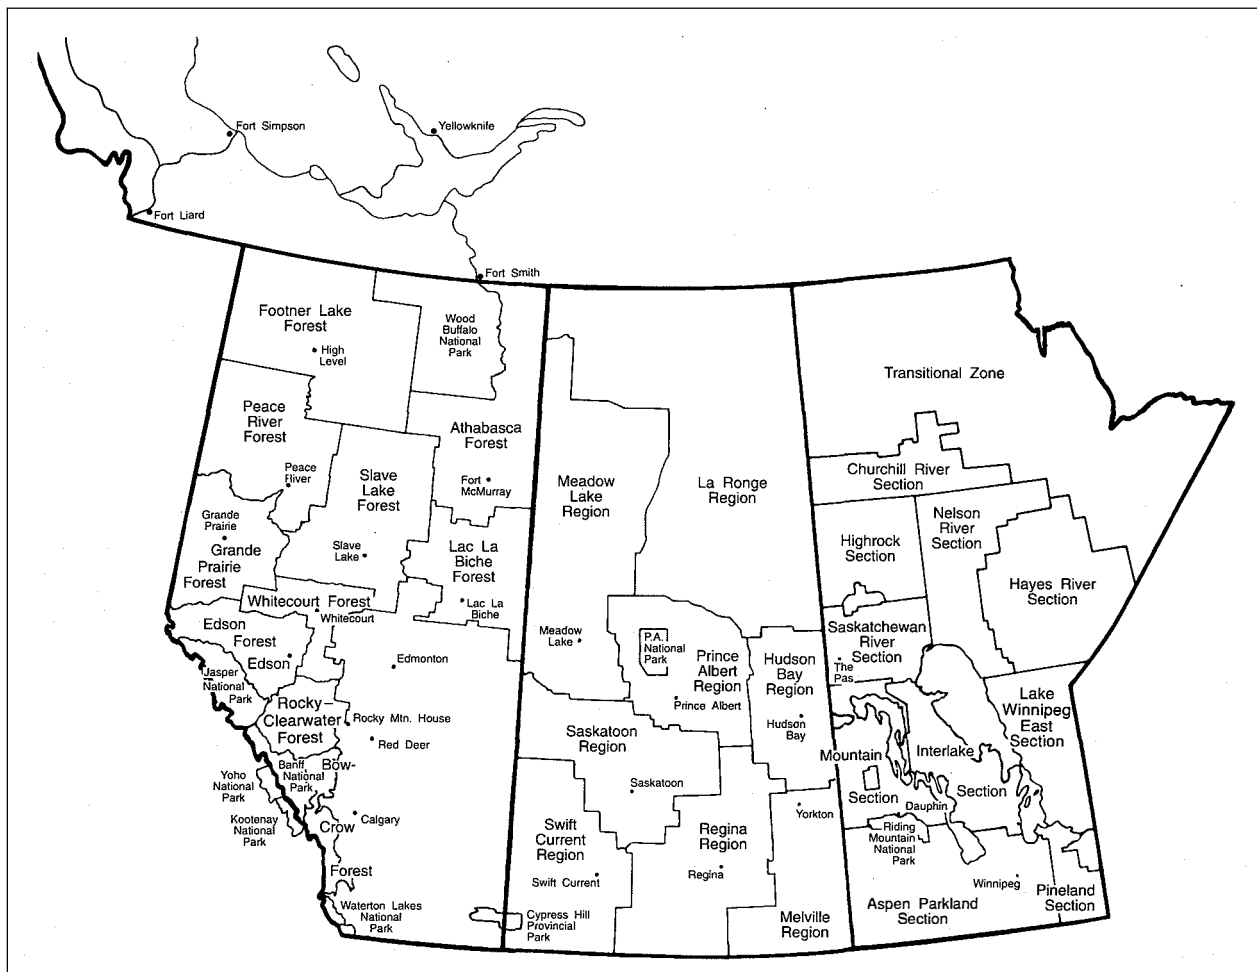 Fort Simpson
Yellowknife
Fort Liard
Fort Smith
Footner Lake
Forest
High
Level
Wood
Buffalo
National
Park
Transitional Zone
Peace
River
Forest
Peace
River
Athabasca
Forest
Fort
McMurray
Slave
Lake
Forest
Slave
Lake
Meadow
Lake
Region
La Ronge
Region
Churchill River
Section
Nelson
River
Section
Highrock
Section
Hayes River
Section
Grande
Prairie
Grande
Prairie
Forest
Lac La
Biche
Forest
Lac La
Biche
Whitecourt Forest
Whitecourt
Edson
Forest
Edson
Edmonton
Meadow
Lake
P.A.
National
Park
Prince
Albert
Region
Prince Albert
Hudson
Bay
Region
Hudson
Bay
Saskatchewan
River
Section
The
Pas
Lake
Winnipeg
East
Section
Jasper
National
Park
Rocky–
Clearwater
Forest
Rocky Mtn. House
Red Deer
Saskatoon
Region
Saskatoon
Mountain
Section
Interlake
Section
Dauphin
Yoho
National
Park
Banff
National
Park
Bow-
Crow
Forest
Kootenay
National
Park
Calgary
Swift
Current
Region
Swift Current
Regina
Region
Regina
Yorkton
Riding
Mountain
National
Park
Winnipeg
Pineland
Section
Aspen Parkland
Section
Waterton Lakes
National
Park
Cypress Hill
Provincial
Park
Melville
Region